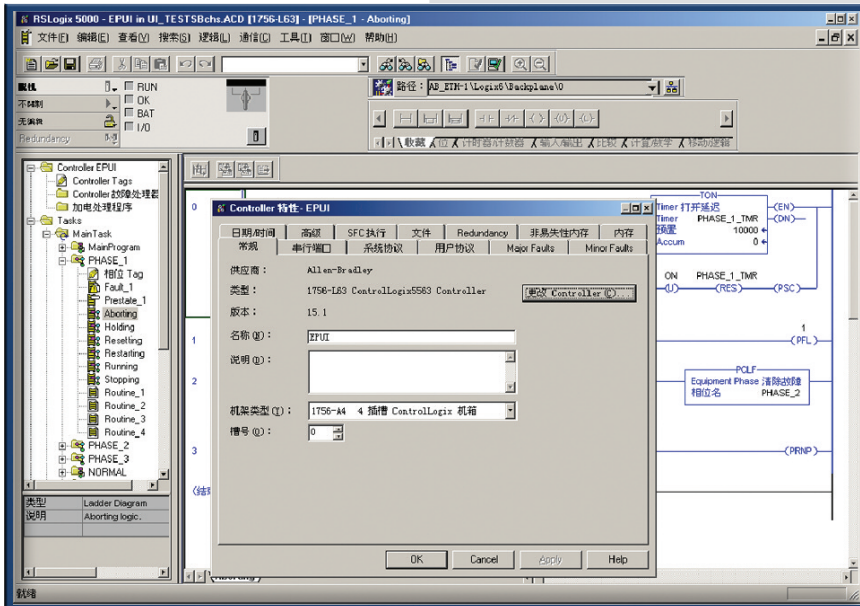 RSLogix 5000 - EPUI in UI_TESTSBchs.ACD [1756-L63] - [PHASE_1 - Aborting]
文件(F) 编辑(E) 查看(V) 搜索(S) 逻辑(L) 通信(C) 工具(T) 窗口(W) 帮助(H)
脱机 RUN
不强制 OK
无编辑 BAT
I/O
Redundancy
路径: AB_ETH-1\Logix6\Backplane\0
收藏 位 计时器/计数器 输入/输出 比较 计算/数学 移动/逻辑
Controller EPUI
Controller Tags
Controller 故障处理器
加电处理程序
Tasks
MainTask
MainProgram
PHASE_1
相位 Tag
Fault_1
Prestate_1
Aborting
Holding
Resetting
Restarting
Running
Stopping
Routine_1
Routine_2
Routine_3
Routine_4
PHASE_2
PHASE_3
NORMAL
类型 Ladder Diagram
说明 Aborting logic.
就绪
0
1
2
3
Controller 特性 - EPUI
日期/时间 高级 SFC 执行 文件 Redundancy 非易失性内存 内存
常规 串行端口 系统协议 用户协议 Major Faults Minor Faults
供应商: Allen-Bradley
类型: 1756-L63 ControlLogix5563 Controller
更改 Controller(C)...
版本: 15.1
名称(N): EPUI
说明(D):
机架类型(Y): 1756-A4 4 插槽 ControlLogix 机箱
槽号(O): 0
OK Cancel Apply Help
TON
Timer 打开延迟 (EN)
Timer PHASE_1_TMR (DN)
预置 10000
Accum 0
ON PHASE_1_TMR
(U) (RES) (PSC)
1
(PFL)
PCLF
Equipment Phase 清除故障
相位名 PHASE_2
(PRNP)
Aborting